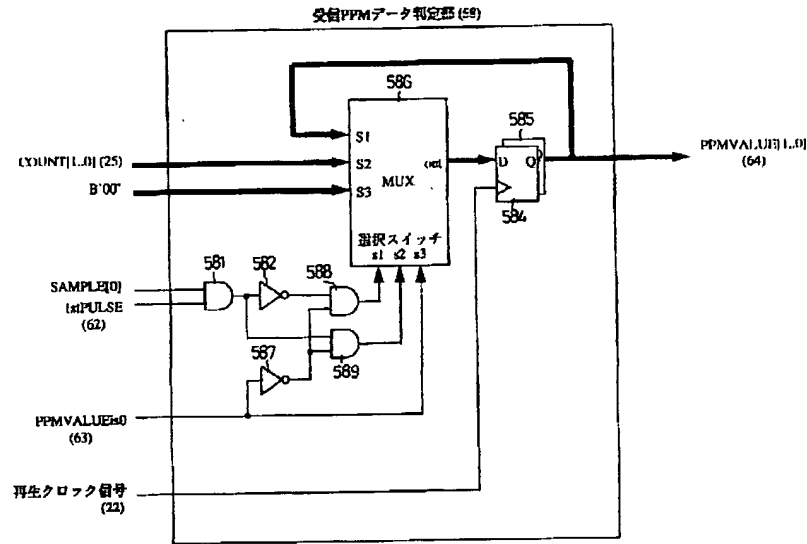 受信PPMデータ判定部 (58)
586
S1
S2
S3
out
MUX
選択スイッチ
s1 s2 s3
585
D Q
584
PPMVALUE[1..0]
(64)
COUNT[1..0] (25)
B"00"
581
582
588
SAMPLE[0]
1stPULSE
(62)
587
589
PPMVALUEis0
(63)
再生クロック信号
(22)